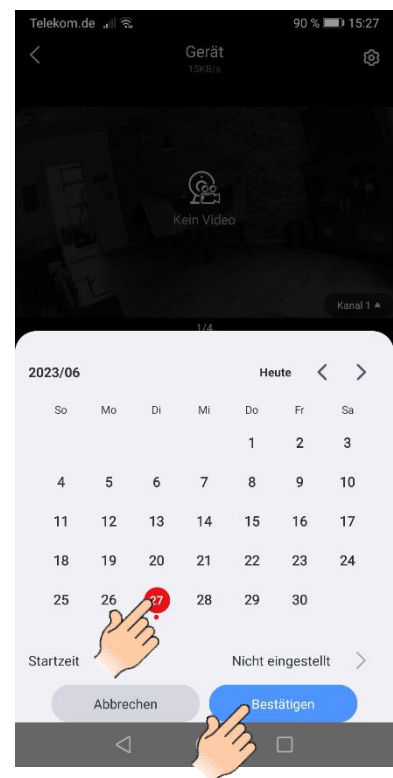 Telekom.de 90 % 15:27
Gerät
15KB/s
Kein Video
Kanal 1
1/4
2023/06 Heute
So Mo Di Mi Do Fr Sa
1 2 3
4 5 6 7 8 9 10
11 12 13 14 15 16 17
18 19 20 21 22 23 24
25 26 27 28 29 30
Startzeit Nicht eingestellt
Abbrechen Bestätigen